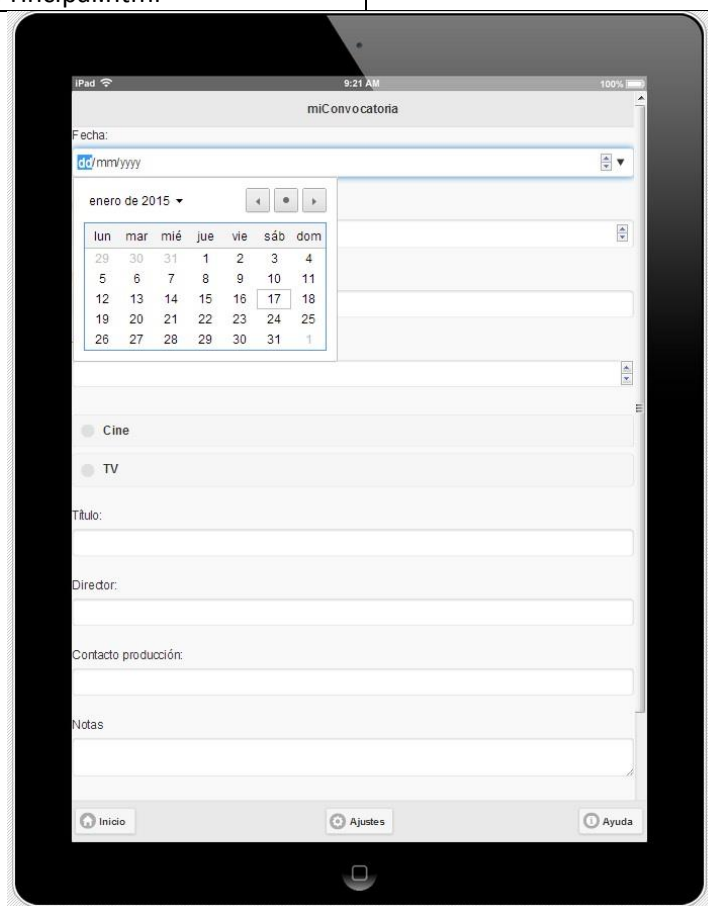 iPad 9:21 AM 100%
miConvocatoria
Fecha:
dd/mm/yyyy
enero de 2015
lun mar mié jue vie sáb dom
29 30 31 1 2 3 4
5 6 7 8 9 10 11
12 13 14 15 16 17 18
19 20 21 22 23 24 25
26 27 28 29 30 31 1
Cine
TV
Título:
Director:
Contacto producción:
Notas
Inicio Ajustes Ayuda